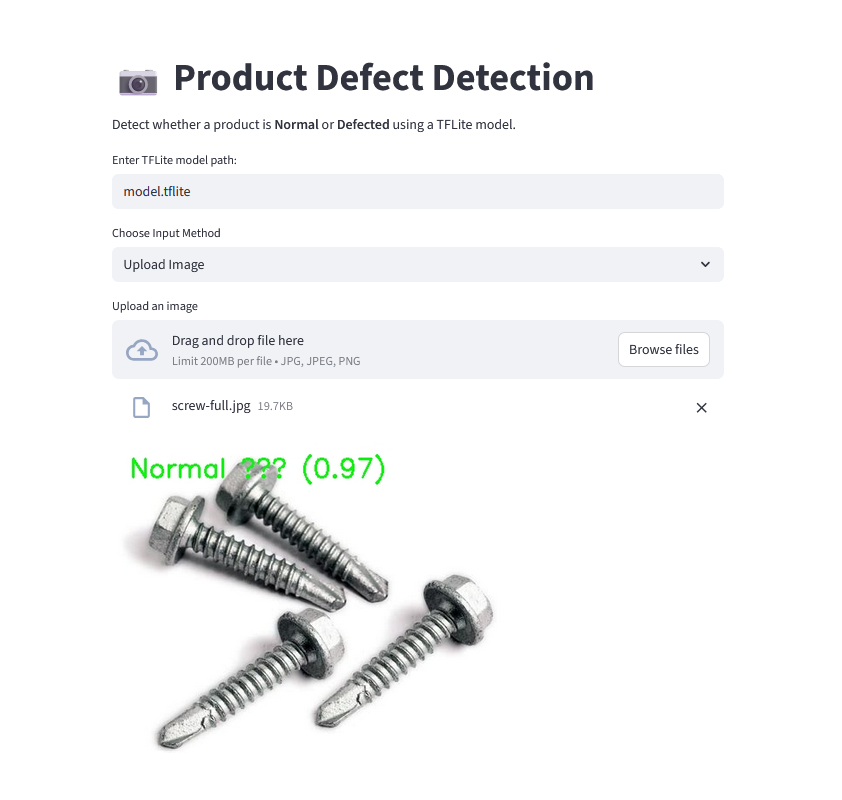 Product Defect Detection
Detect whether a product is Normal or Defected using a TFLite model.
Enter TFLite model path:
model.tflite
Choose Input Method
Upload Image
Upload an image
Drag and drop file here
Limit 200MB per file • JPG, JPEG, PNG
Browse files
screw-full.jpg 19.7KB
Normal ??? (0.97)